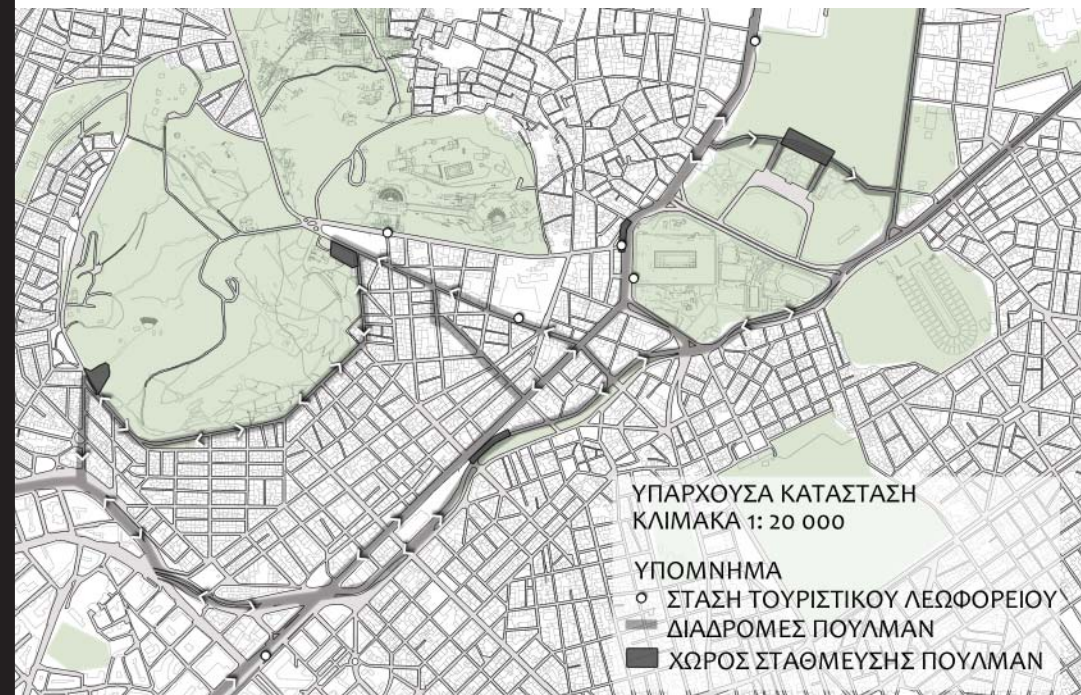 ΥΠΑΡΧΟΥΣΑ ΚΑΤΑΣΤΑΣΗ
ΚΛΙΜΑΚΑ 1: 20 000
ΥΠΟΜΝΗΜΑ
ΣΤΑΣΗ ΤΟΥΡΙΣΤΙΚΟΥ ΛΕΩΦΟΡΕΙΟΥ
ΔΙΑΔΡΟΜΕΣ ΠΟΥΛΜΑΝ
ΧΩΡΟΣ ΣΤΑΘΜΕΥΣΗΣ ΠΟΥΛΜΑΝ